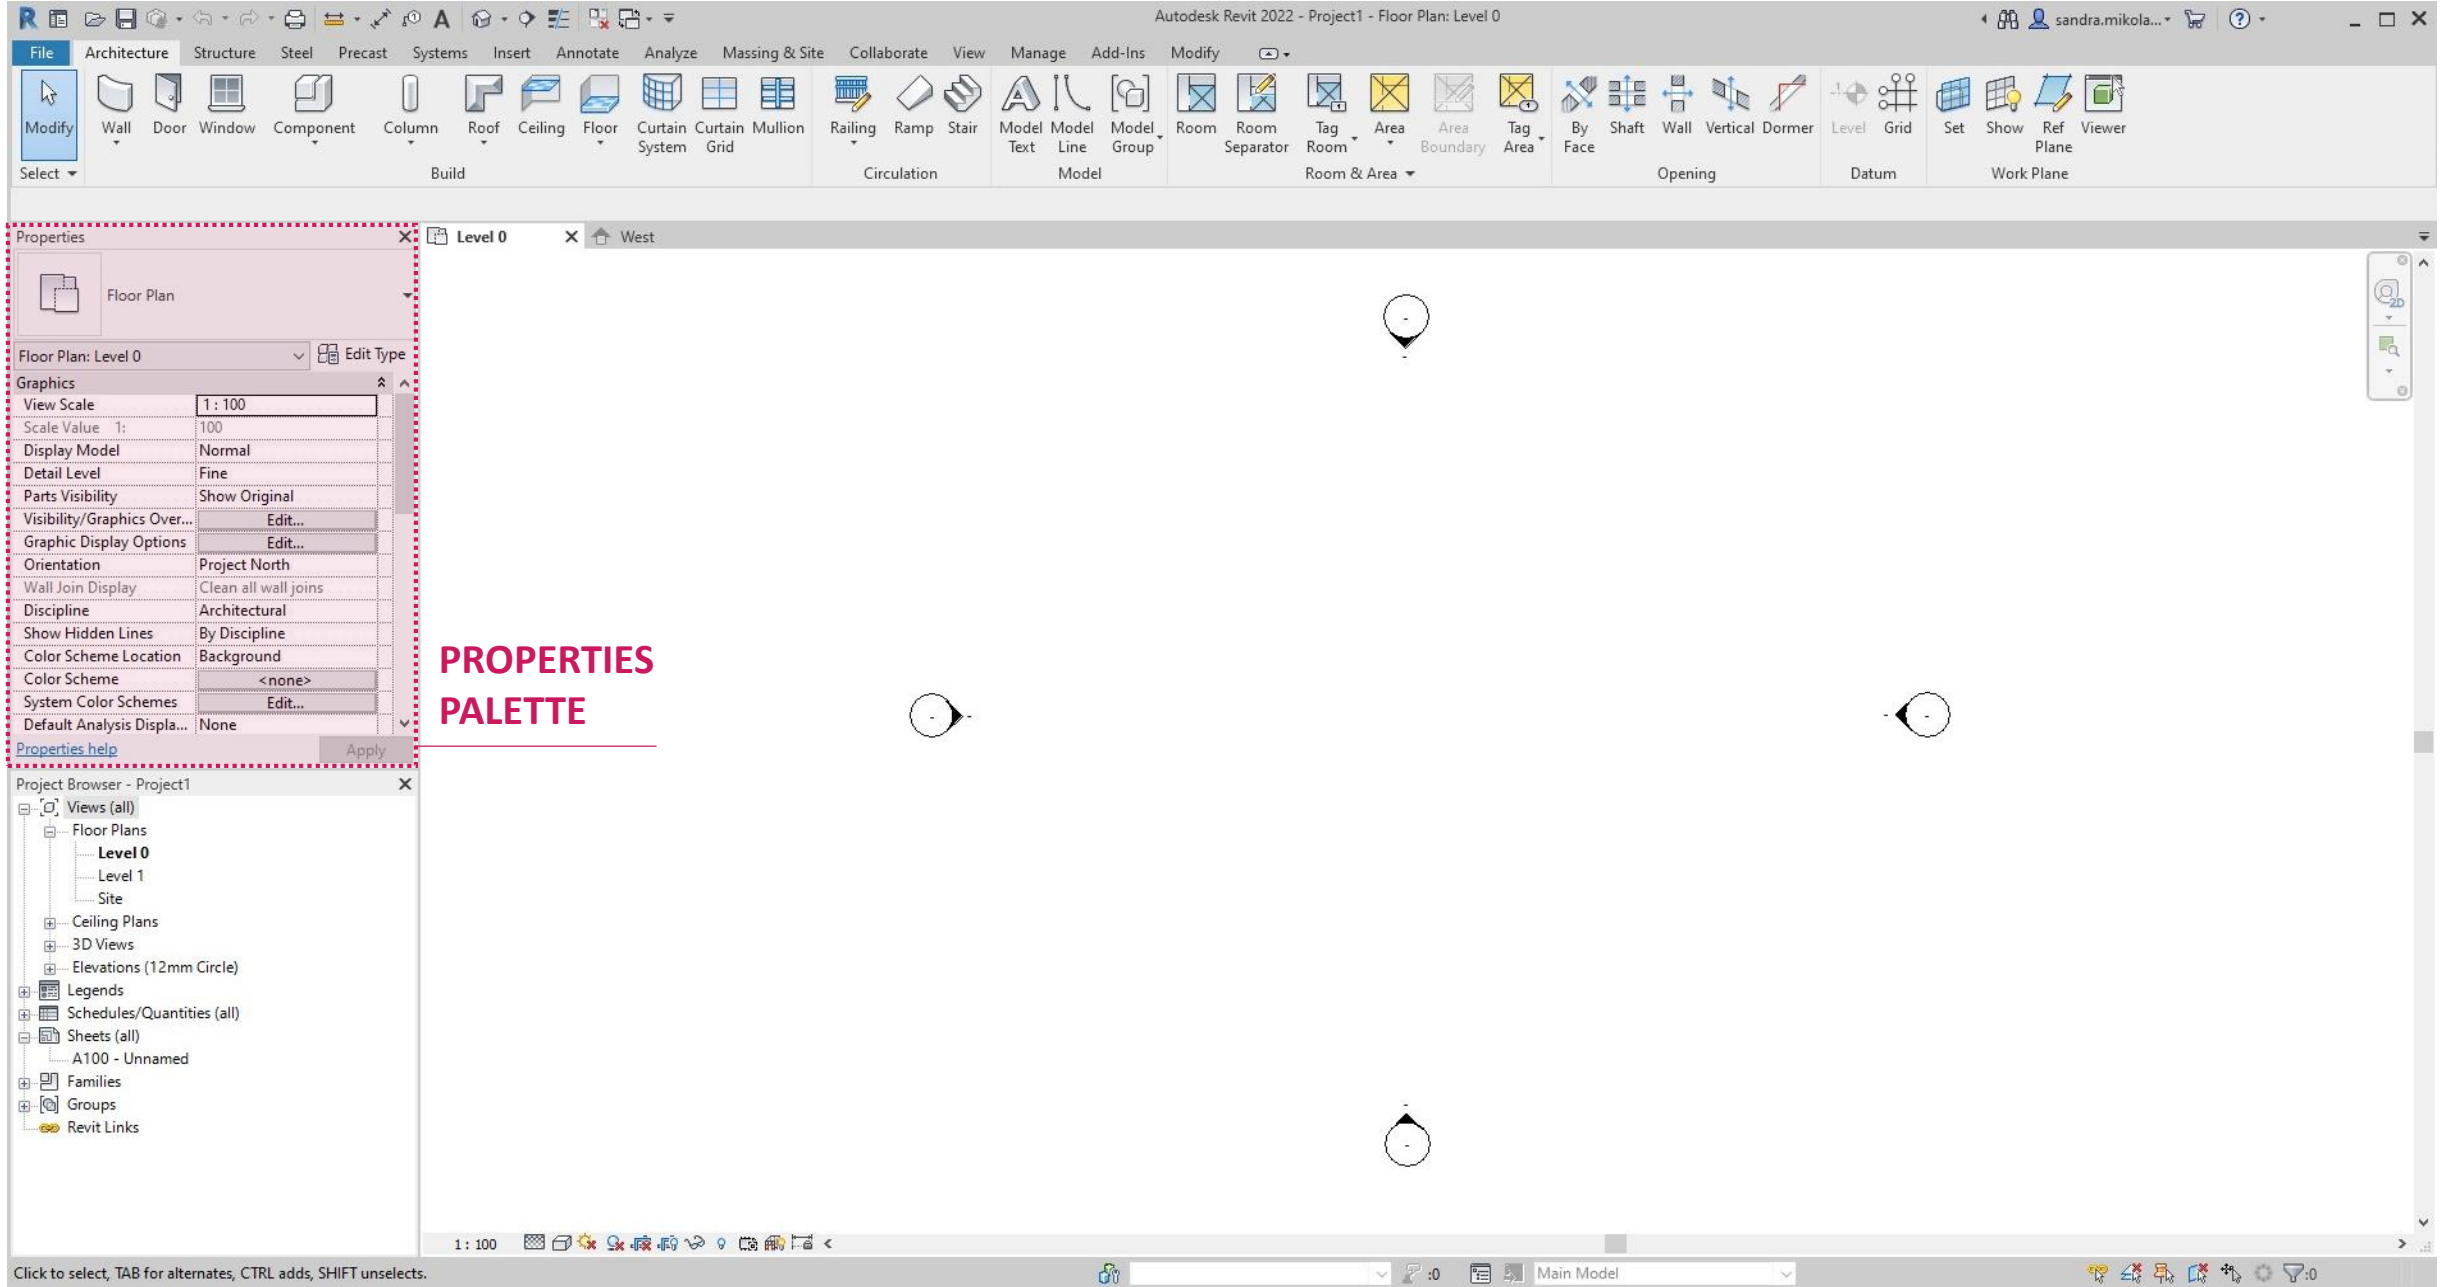 Autodesk Revit 2022 - Project1 - Floor Plan: Level 0
sandra.mikola...
File Architecture Structure Steel Precast Systems Insert Annotate Analyze Massing & Site Collaborate View Manage Add-Ins Modify
Modify Wall Door Window Component Column Roof Ceiling Floor Curtain System Curtain Grid Mullion Railing Ramp Stair Model Text Model Line Model Group Room Room Separator Tag Room Area Area Boundary Tag Area By Face Shaft Wall Vertical Dormer Level Grid Set Show Ref Plane Viewer
Select Build Circulation Model Room & Area Opening Datum Work Plane
Properties
Level 0
West
Floor Plan
2D
Floor Plan: Level 0 Edit Type
Graphics
View Scale 1 : 100
Scale Value 1: 100
Display Model Normal
Detail Level Fine
Parts Visibility Show Original
Visibility/Graphics Over... Edit...
Graphic Display Options Edit...
Orientation Project North
Wall Join Display Clean all wall joins
Discipline Architectural
Show Hidden Lines By Discipline
Color Scheme Location Background
Color Scheme <none>
System Color Schemes Edit...
Default Analysis Displa... None
Properties help Apply
PROPERTIES
PALETTE
Project Browser - Project1
Views (all)
Floor Plans
Level 0
Level 1
Site
Ceiling Plans
3D Views
Elevations (12mm Circle)
Legends
Schedules/Quantities (all)
Sheets (all)
A100 - Unnamed
Families
Groups
Revit Links
1 : 100
Click to select, TAB for alternates, CTRL adds, SHIFT unselects.
:0
Main Model
:0